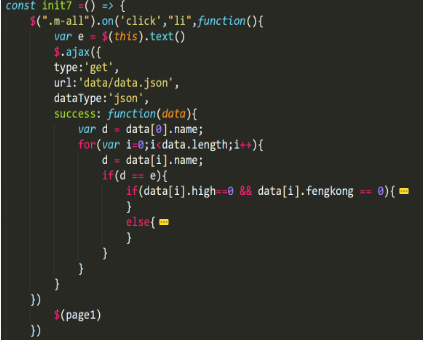 const init7 =() => {
    $(".m-all").on('click',"li",function(){
        var e = $(this).text()
        $.ajax({
        type:'get',
        url:'data/data.json',
        dataType:'json',
        success: function(data){
            var d = data[0].name;
            for(var i=0;i<data.length;i++){
                d = data[i].name;
                if(d == e){
                    if(data[i].high==0 && data[i].fengkong == 0){
                    }
                    else{
                    }
                }
            }
        }
    })
        $(page1)
    })